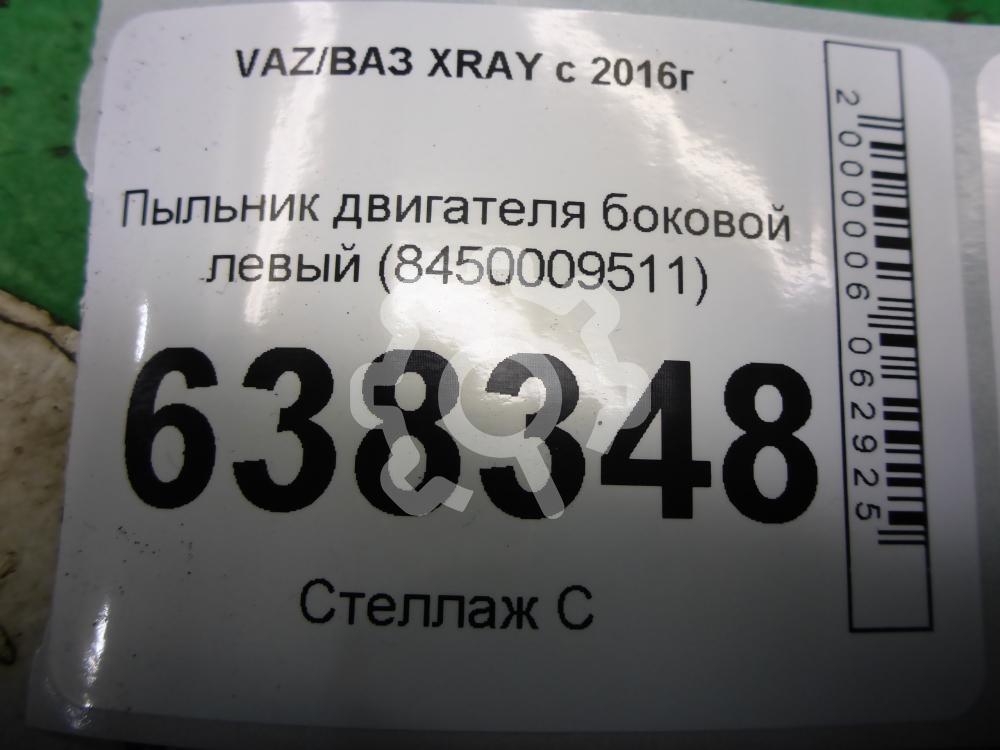 VAZ/ВАЗ XRAY с 2016г
Пыльник двигателя боковой
левый (8450009511)
638348
Стеллаж С
2000006062925